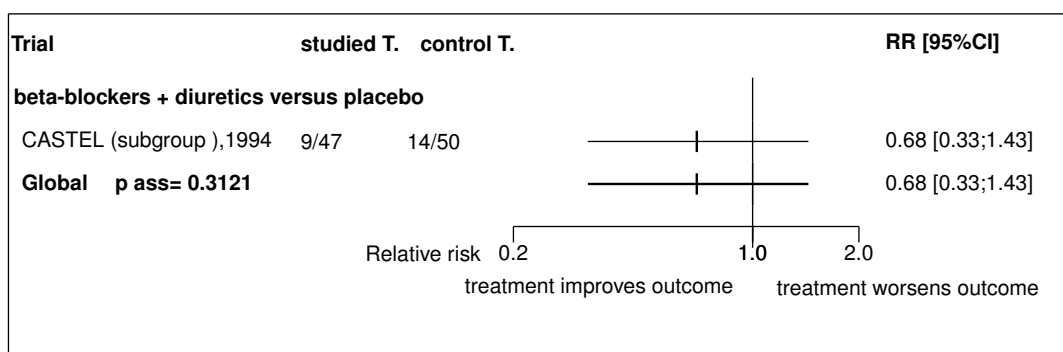 Trial studied T. control T. RR [95%CI]
beta-blockers + diuretics versus placebo
CASTEL (subgroup ),1994 9/47 14/50 0.68 [0.33;1.43]
Global p ass= 0.3121 0.68 [0.33;1.43]
Relative risk 0.2 1.0 2.0
treatment improves outcome treatment worsens outcome